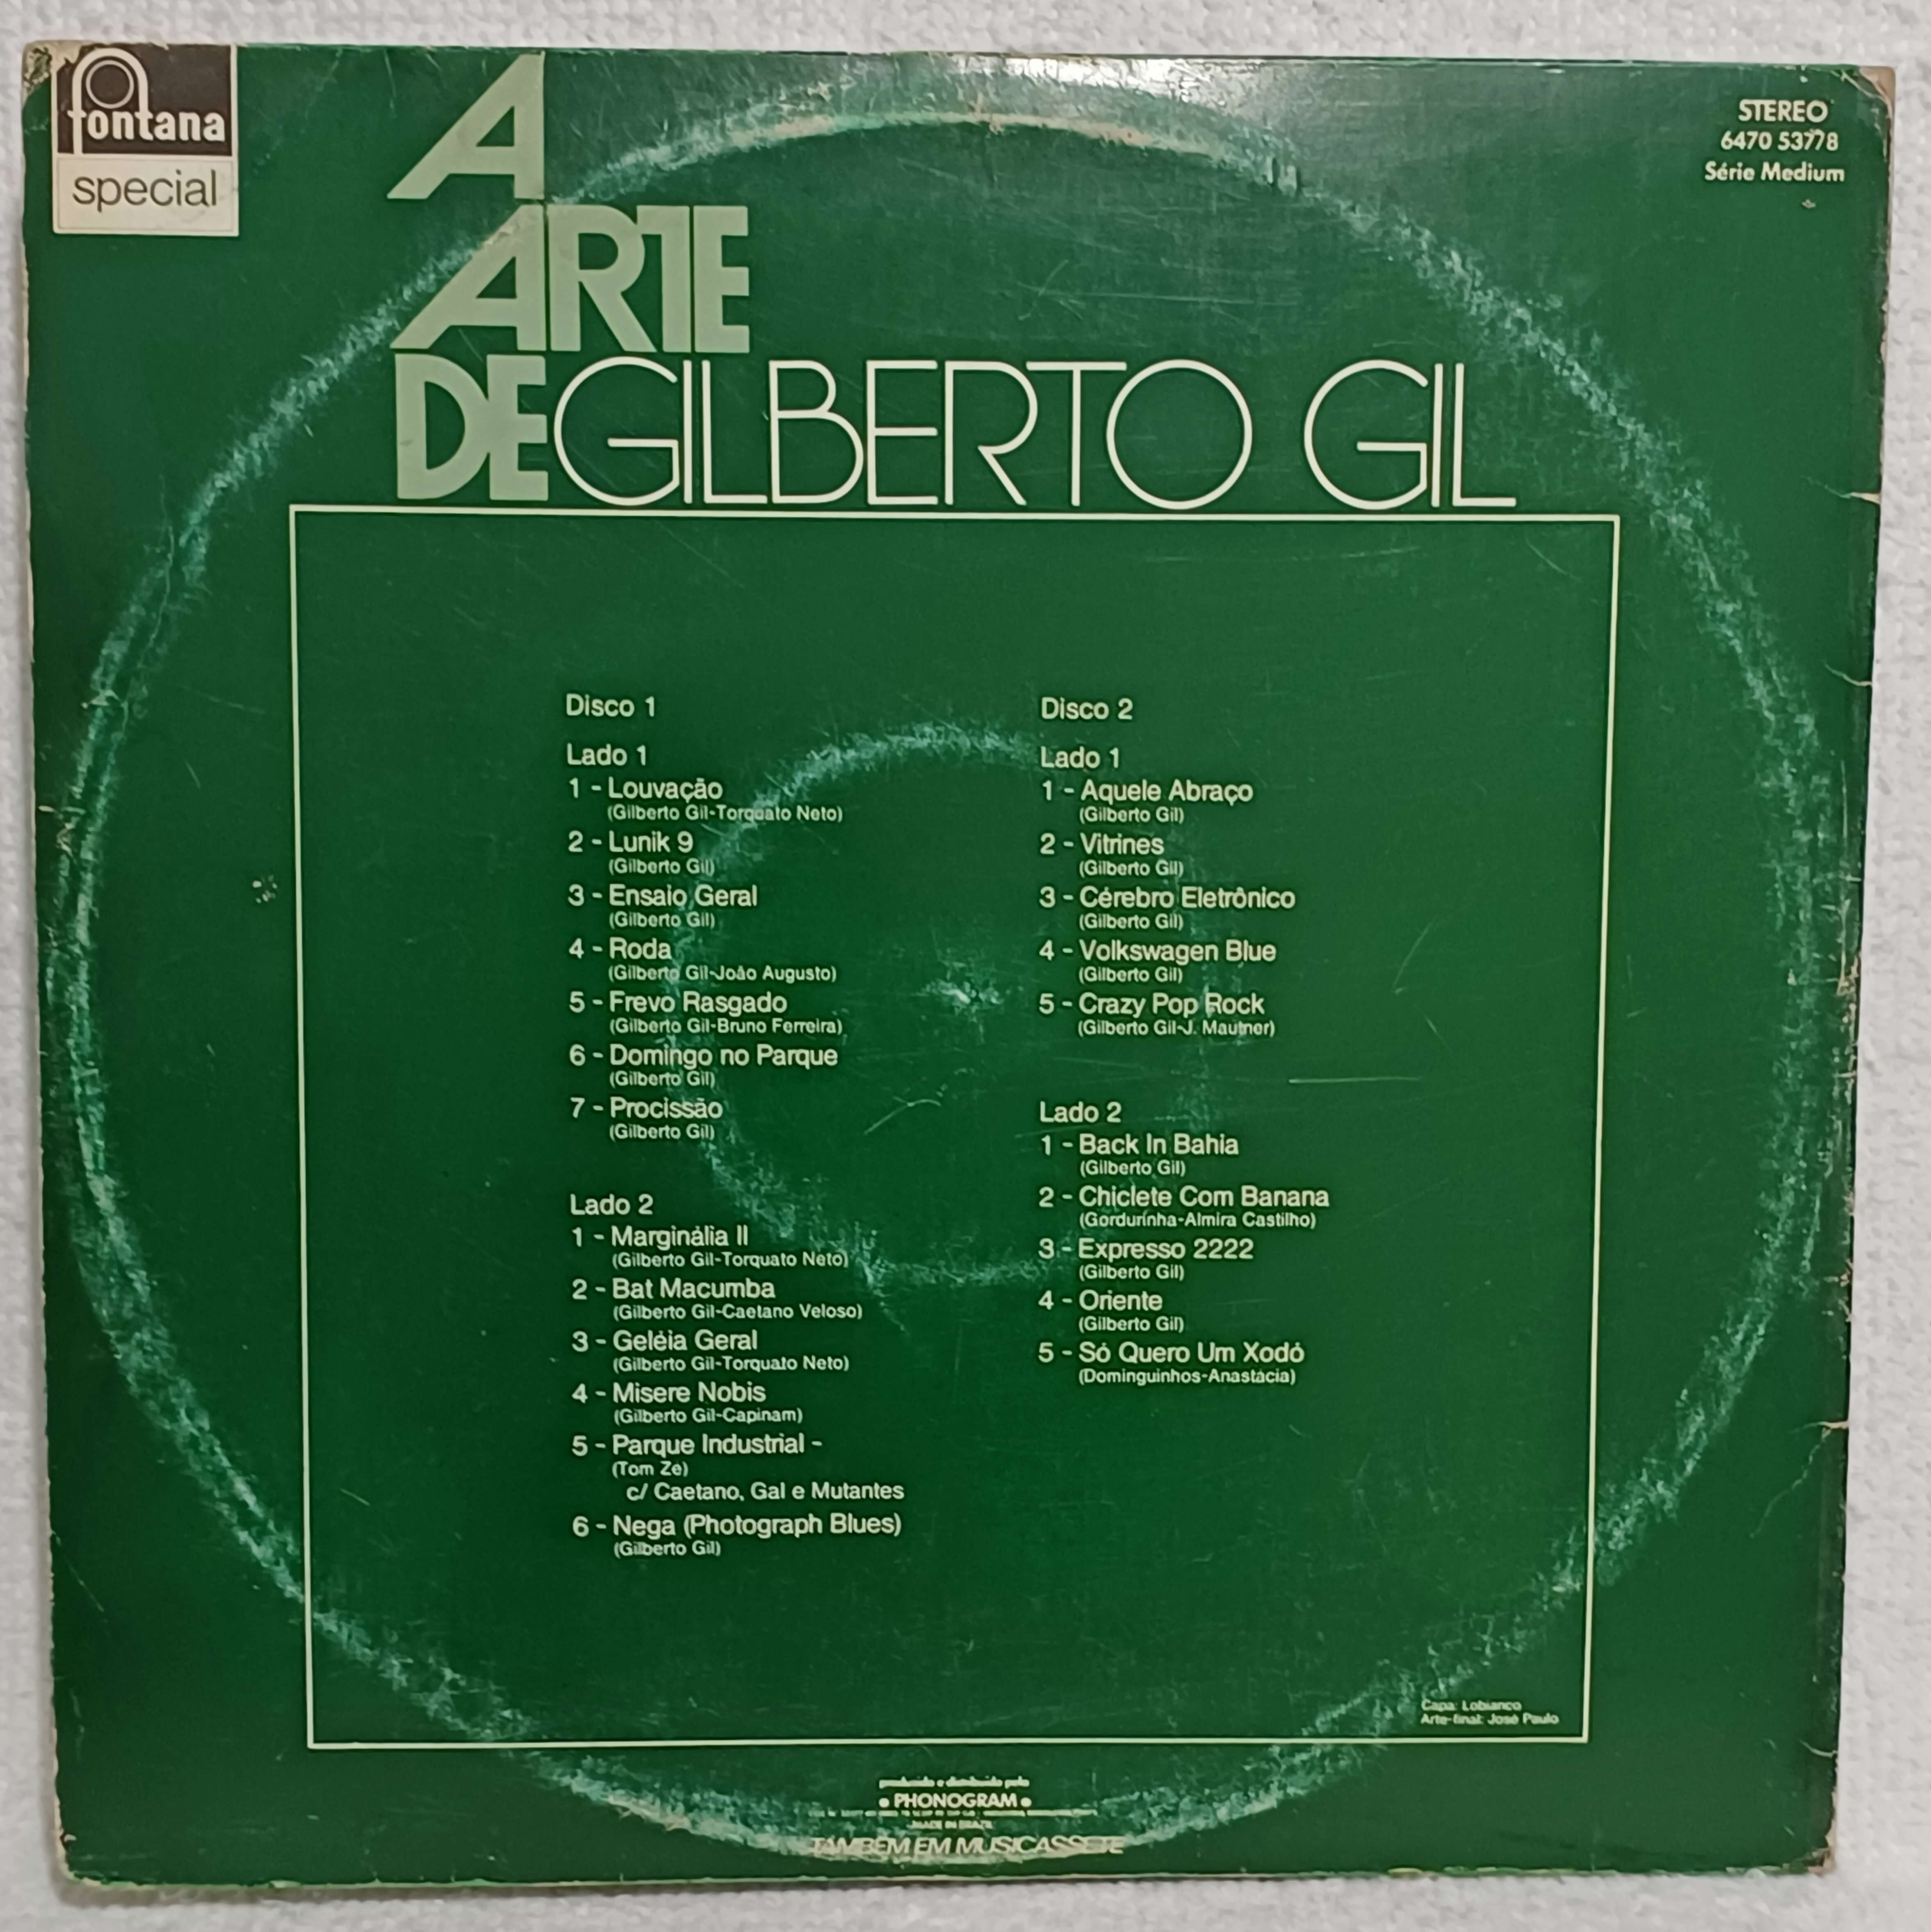 fontana
special
STEREO
6470 53778
Série Medium
A
ARTE
DE GILBERTO GIL
Disco 1
Lado 1
1 - Louvação
(Gilberto Gil-Torquato Neto)
2 - Lunik 9
(Gilberto Gil)
3 - Ensaio Geral
(Gilberto Gil)
4 - Roda
(Gilberto Gil-João Augusto)
5 - Frevo Rasgado
(Gilberto Gil-Bruno Ferreira)
6 - Domingo no Parque
(Gilberto Gil)
7 - Procissão
(Gilberto Gil)
Lado 2
1 - Marginália II
(Gilberto Gil-Torquato Neto)
2 - Bat Macumba
(Gilberto Gil-Caetano Veloso)
3 - Geléia Geral
(Gilberto Gil-Torquato Neto)
4 - Misere Nobis
(Gilberto Gil-Capinam)
5 - Parque Industrial -
(Tom Zé)
c/ Caetano, Gal e Mutantes
6 - Nega (Photograph Blues)
(Gilberto Gil)
Disco 2
Lado 1
1 - Aquele Abraço
(Gilberto Gil)
2 - Vitrines
(Gilberto Gil)
3 - Cérebro Eletrônico
(Gilberto Gil)
4 - Volkswagen Blue
(Gilberto Gil)
5 - Crazy Pop Rock
(Gilberto Gil-J. Mautner)
Lado 2
1 - Back In Bahia
(Gilberto Gil)
2 - Chiclete Com Banana
(Gordurinha-Almira Castilho)
3 - Expresso 2222
(Gilberto Gil)
4 - Oriente
(Gilberto Gil)
5 - Só Quero Um Xodó
(Dominguinhos-Anastácia)
Capa: Lobianco
Arte-final: José Paulo
produzido e distribuído pela
• PHONOGRAM •
MADE IN BRAZIL
TAMBÉM EM MUSICASSETE